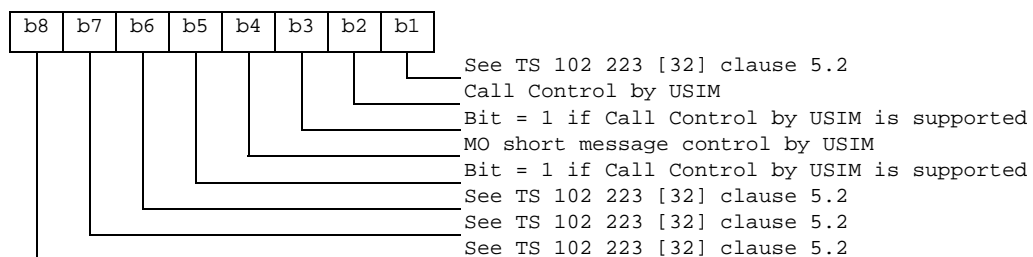 b8 b7 b6 b5 b4 b3 b2 b1
See TS 102 223 [32] clause 5.2
Call Control by USIM
Bit = 1 if Call Control by USIM is supported
MO short message control by USIM
Bit = 1 if Call Control by USIM is supported
See TS 102 223 [32] clause 5.2
See TS 102 223 [32] clause 5.2
See TS 102 223 [32] clause 5.2